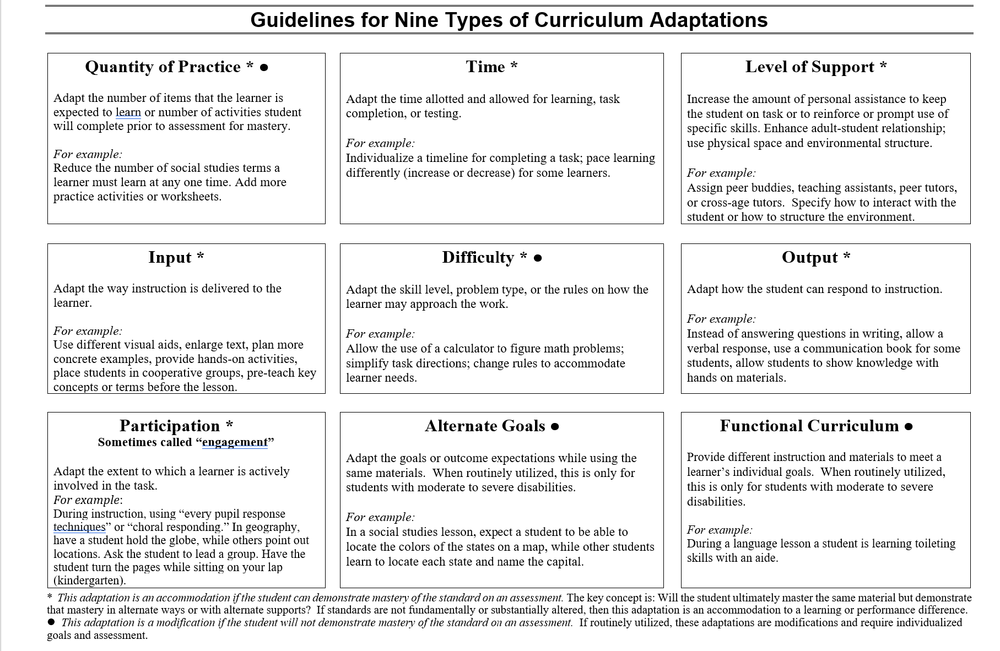 Guidelines for Nine Types of Curriculum Adaptations
Quantity of Practice * ●
Adapt the number of items that the learner is
expected to learn or number of activities student
will complete prior to assessment for mastery.
For example:
Reduce the number of social studies terms a
learner must learn at any one time. Add more
practice activities or worksheets.
Time *
Adapt the time allotted and allowed for learning, task
completion, or testing.
For example:
Individualize a timeline for completing a task; pace learning
differently (increase or decrease) for some learners.
Level of Support *
Increase the amount of personal assistance to keep
the student on task or to reinforce or prompt use of
specific skills. Enhance adult-student relationship;
use physical space and environmental structure.
For example:
Assign peer buddies, teaching assistants, peer tutors,
or cross-age tutors.  Specify how to interact with the
student or how to structure the environment.
Input *
Adapt the way instruction is delivered to the
learner.
For example:
Use different visual aids, enlarge text, plan more
concrete examples, provide hands-on activities,
place students in cooperative groups, pre-teach key
concepts or terms before the lesson.
Difficulty * ●
Adapt the skill level, problem type, or the rules on how the
learner may approach the work.
For example:
Allow the use of a calculator to figure math problems;
simplify task directions; change rules to accommodate
learner needs.
Output *
Adapt how the student can respond to instruction.
For example:
Instead of answering questions in writing, allow a
verbal response, use a communication book for some
students, allow students to show knowledge with
hands on materials.
Participation *
Sometimes called “engagement”
Adapt the extent to which a learner is actively
involved in the task.
For example:
During instruction, using “every pupil response
techniques” or “choral responding.” In geography,
have a student hold the globe, while others point out
locations. Ask the student to lead a group. Have the
student turn the pages while sitting on your lap
(kindergarten).
Alternate Goals ●
Adapt the goals or outcome expectations while using the
same materials.  When routinely utilized, this is only for
students with moderate to severe disabilities.
For example:
In a social studies lesson, expect a student to be able to
locate the colors of the states on a map, while other students
learn to locate each state and name the capital.
Functional Curriculum ●
Provide different instruction and materials to meet a
learner’s individual goals.  When routinely utilized,
this is only for students with moderate to severe
disabilities.
For example:
During a language lesson a student is learning toileting
skills with an aide.
* This adaptation is an accommodation if the student can demonstrate mastery of the standard on an assessment. The key concept is: Will the student ultimately master the same material but demonstrate
that mastery in alternate ways or with alternate supports?  If standards are not fundamentally or substantially altered, then this adaptation is an accommodation to a learning or performance difference.
● This adaptation is a modification if the student will not demonstrate mastery of the standard on an assessment.  If routinely utilized, these adaptations are modifications and require individualized
goals and assessment.